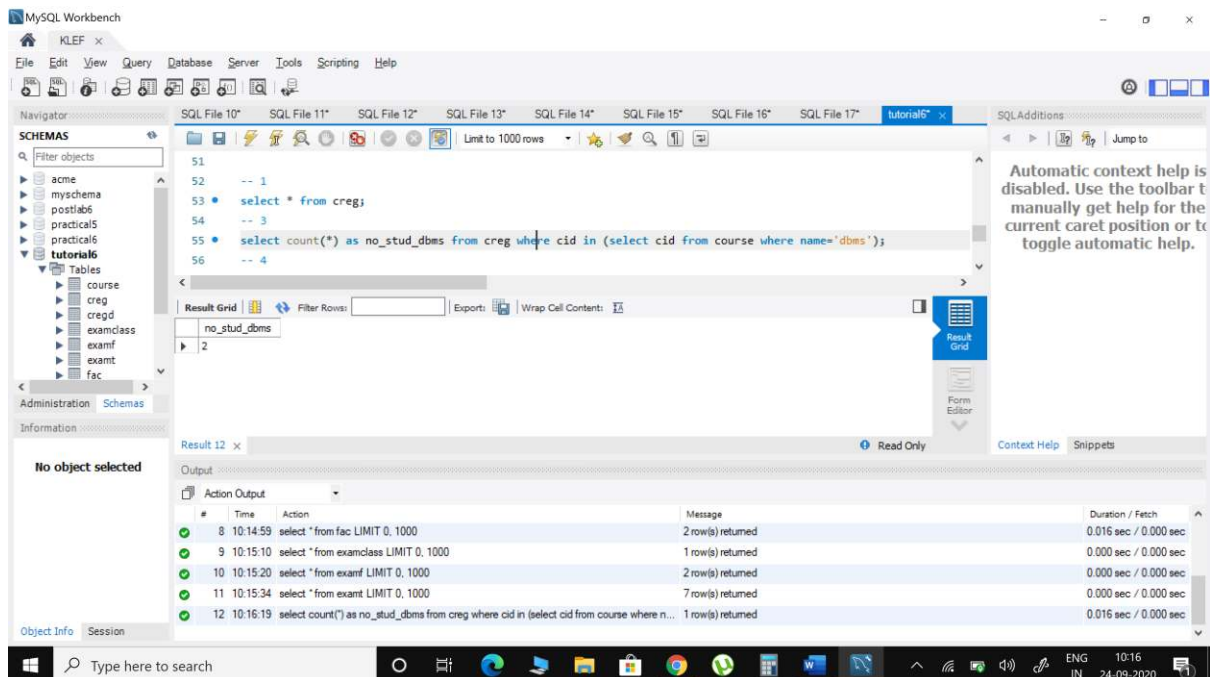 MySQL Workbench
KLEF ×
File Edit View Query Database Server Tools Scripting Help
Navigator
SCHEMAS
Filter objects
acme
myschema
postlab6
practical5
practical6
tutorial6
Tables
course
creg
cregd
examclass
examf
examt
fac
Administration Schemas
Information
No object selected
Object Info Session
SQL File 10* SQL File 11* SQL File 12* SQL File 13* SQL File 14* SQL File 15* SQL File 16* SQL File 17* tutorial6* ×
Limit to 1000 rows
51
52 -- 1
53 select * from creg;
54 -- 3
55 select count(*) as no_stud_dbms from creg where cid in (select cid from course where name='dbms');
56 -- 4
Result Grid Filter Rows: Export: Wrap Cell Content:
no_stud_dbms
2
Result Grid
Form Editor
Result 12 × Read Only
SQLAdditions
Jump to
Automatic context help is
disabled. Use the toolbar t
manually get help for the
current caret position or to
toggle automatic help.
Context Help Snippets
Output
Action Output
# Time Action Message Duration / Fetch
8 10:14:59 select * from fac LIMIT 0, 1000 2 row(s) returned 0.016 sec / 0.000 sec
9 10:15:10 select * from examclass LIMIT 0, 1000 1 row(s) returned 0.000 sec / 0.000 sec
10 10:15:20 select * from examf LIMIT 0, 1000 2 row(s) returned 0.000 sec / 0.000 sec
11 10:15:34 select * from examt LIMIT 0, 1000 7 row(s) returned 0.000 sec / 0.000 sec
12 10:16:19 select count(*) as no_stud_dbms from creg where cid in (select cid from course where n... 1 row(s) returned 0.016 sec / 0.000 sec
Type here to search
ENG
IN
10:16
24-09-2020